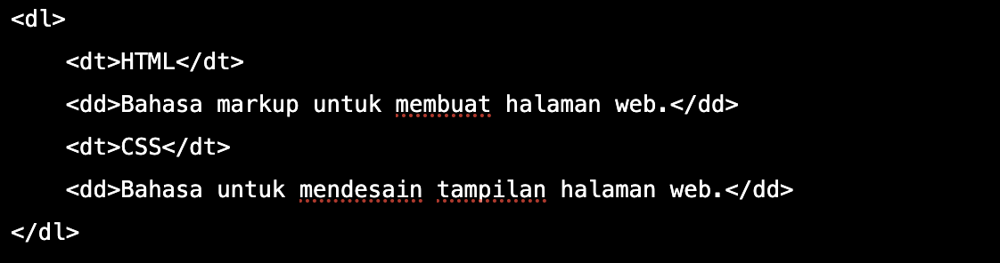 <dl>
<dt>HTML</dt>
<dd>Bahasa markup untuk membuat halaman web.</dd>
<dt>CSS</dt>
<dd>Bahasa untuk mendesain tampilan halaman web.</dd>
</dl>